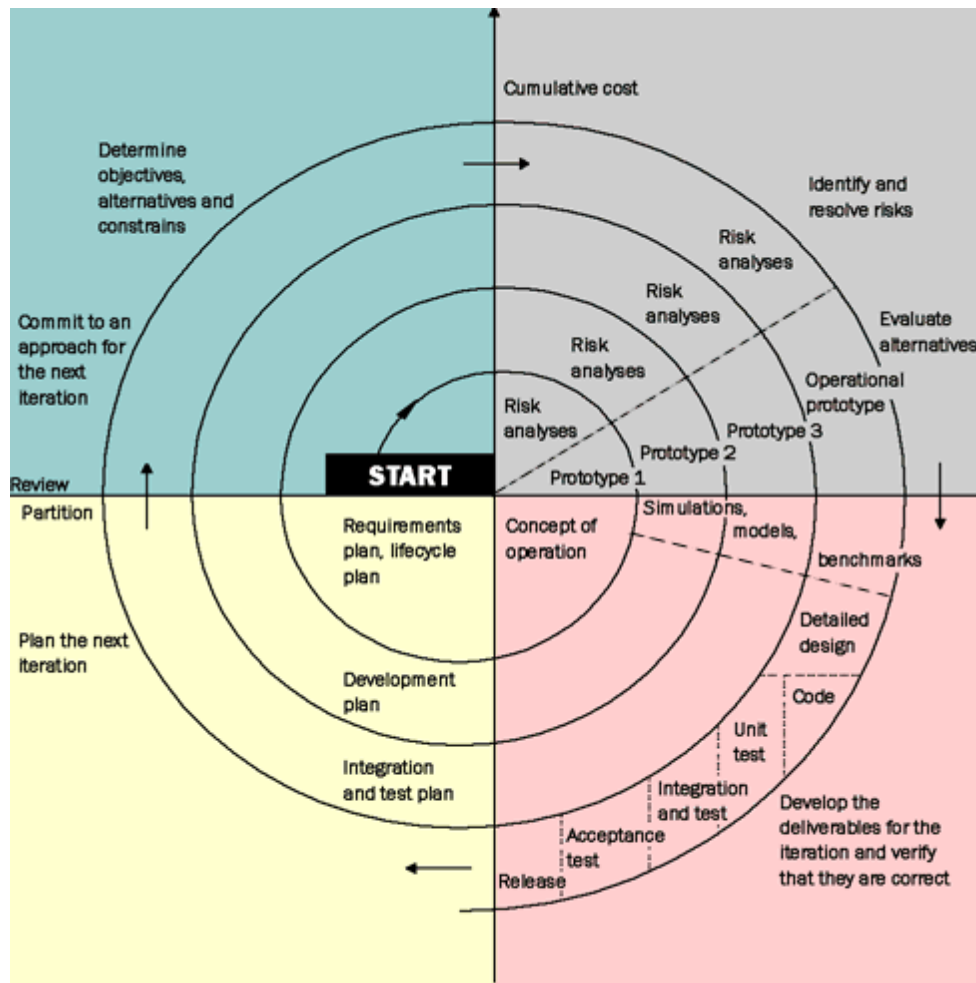 Cumulative cost
Determine
objectives,
alternatives and
constrains
Identify and
resolve risks
Risk
analyses
Risk
analyses
Risk
analyses
Risk
analyses
Commit to an
approach for
the next
iteration
Evaluate
alternatives
Operational
prototype
Prototype 3
Prototype 2
Prototype 1
START
Review
Partition
Requirements
plan, lifecycle
plan
Concept of
operation
Simulations,
models,
benchmarks
Plan the next
iteration
Development
plan
Integration
and test plan
Detailed
design
Code
Unit
test
Integration
and test
Acceptance
test
Release
Develop the
deliverables for the
iteration and verify
that they are correct